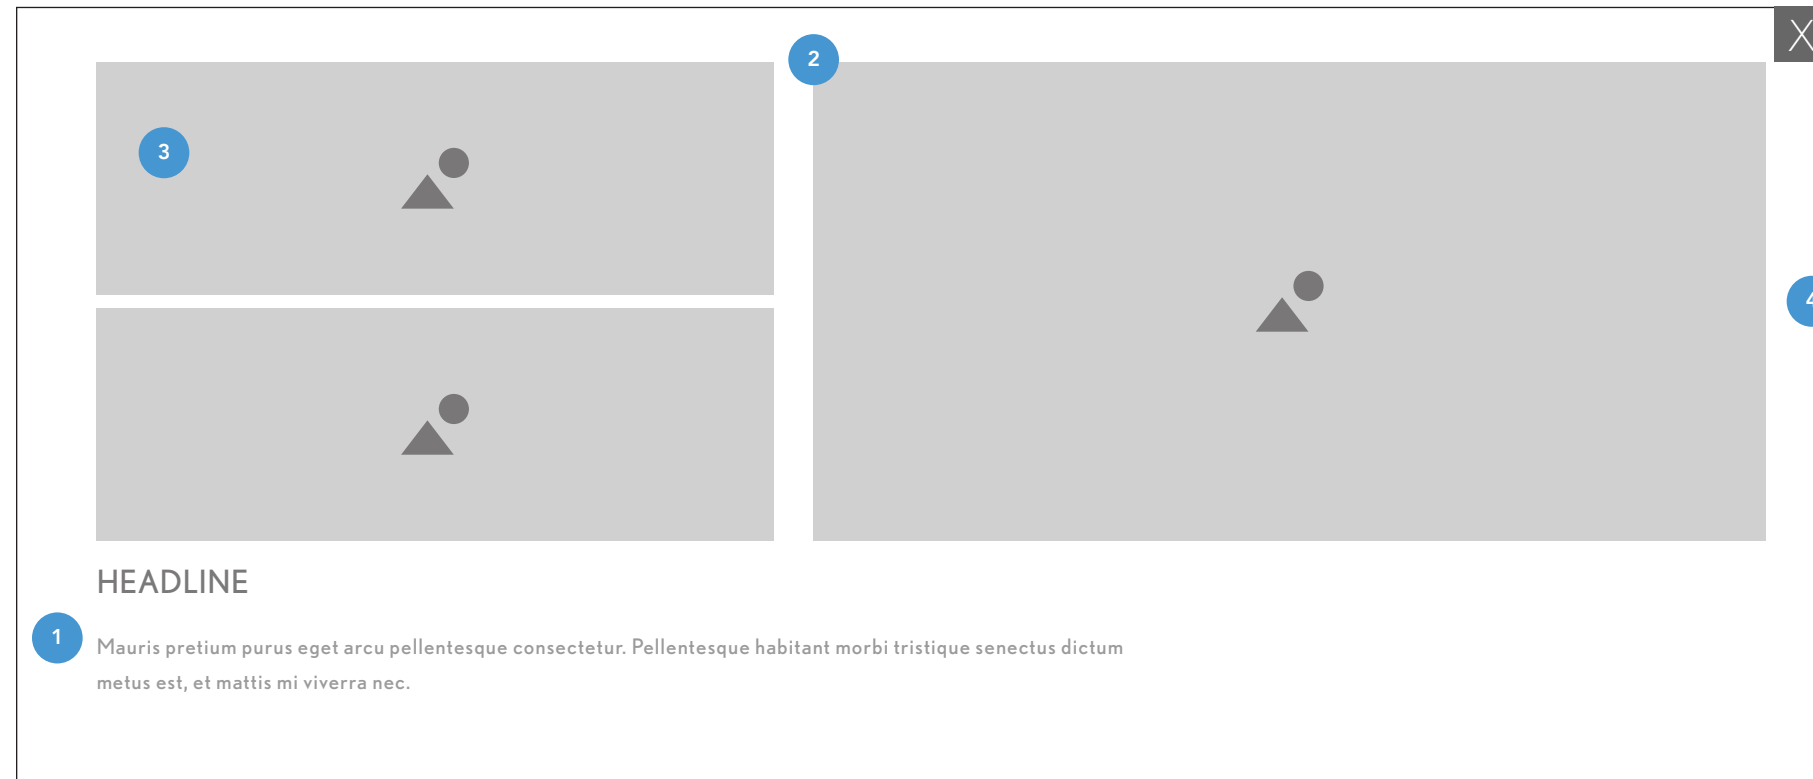 X
2
3
4
HEADLINE
1
Mauris pretium purus eget arcu pellentesque consectetur. Pellentesque habitant morbi tristique senectus dictum
metus est, et mattis mi viverra nec.